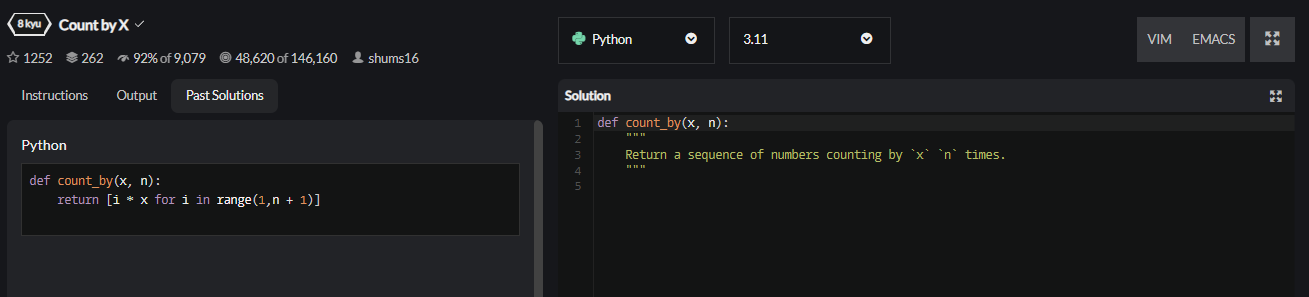 8 kyu Count by X
1252 262 92% of 9,079 48,620 of 146,160 shums16
Instructions Output Past Solutions
Python
def count_by(x, n):
    return [i * x for i in range(1,n + 1)]
Python 3.11 VIM EMACS
Solution
1 def count_by(x, n):
2     """
3     Return a sequence of numbers counting by `x` `n` times.
4     """
5